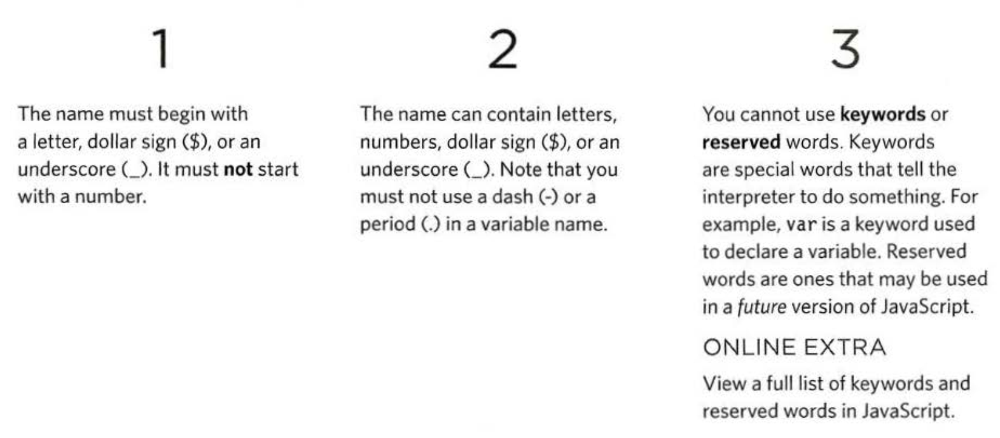 1
The name must begin with
a letter, dollar sign ($), or an
underscore (_). It must not start
with a number.
2
The name can contain letters,
numbers, dollar sign ($), or an
underscore (_). Note that you
must not use a dash (-) or a
period (.) in a variable name.
3
You cannot use keywords or
reserved words. Keywords
are special words that tell the
interpreter to do something. For
example, var is a keyword used
to declare a variable. Reserved
words are ones that may be used
in a future version of JavaScript.
ONLINE EXTRA
View a full list of keywords and
reserved words in JavaScript.